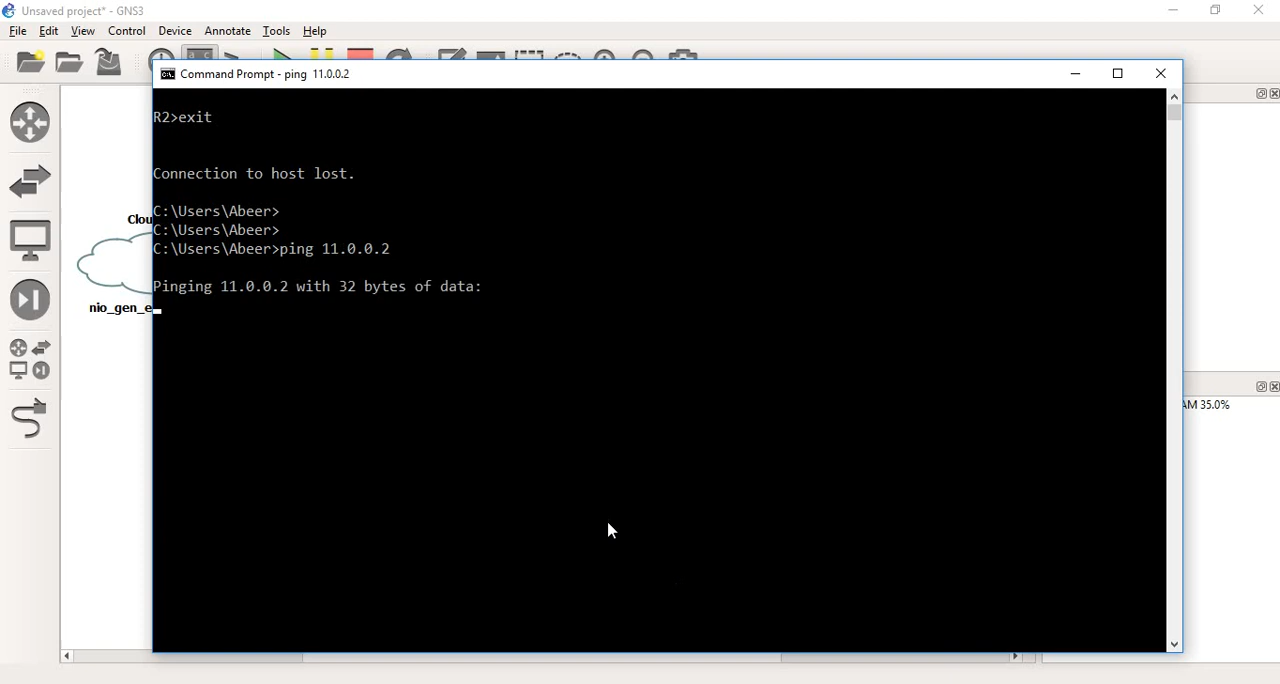 Unsaved project* - GNS3
File Edit View Control Device Annotate Tools Help
Command Prompt - ping 11.0.0.2
R2>exit
Connection to host lost.
C:\Users\Abeer>
C:\Users\Abeer>
C:\Users\Abeer>ping 11.0.0.2
Pinging 11.0.0.2 with 32 bytes of data:
Clou
nio_gen_e
AM 35.0%